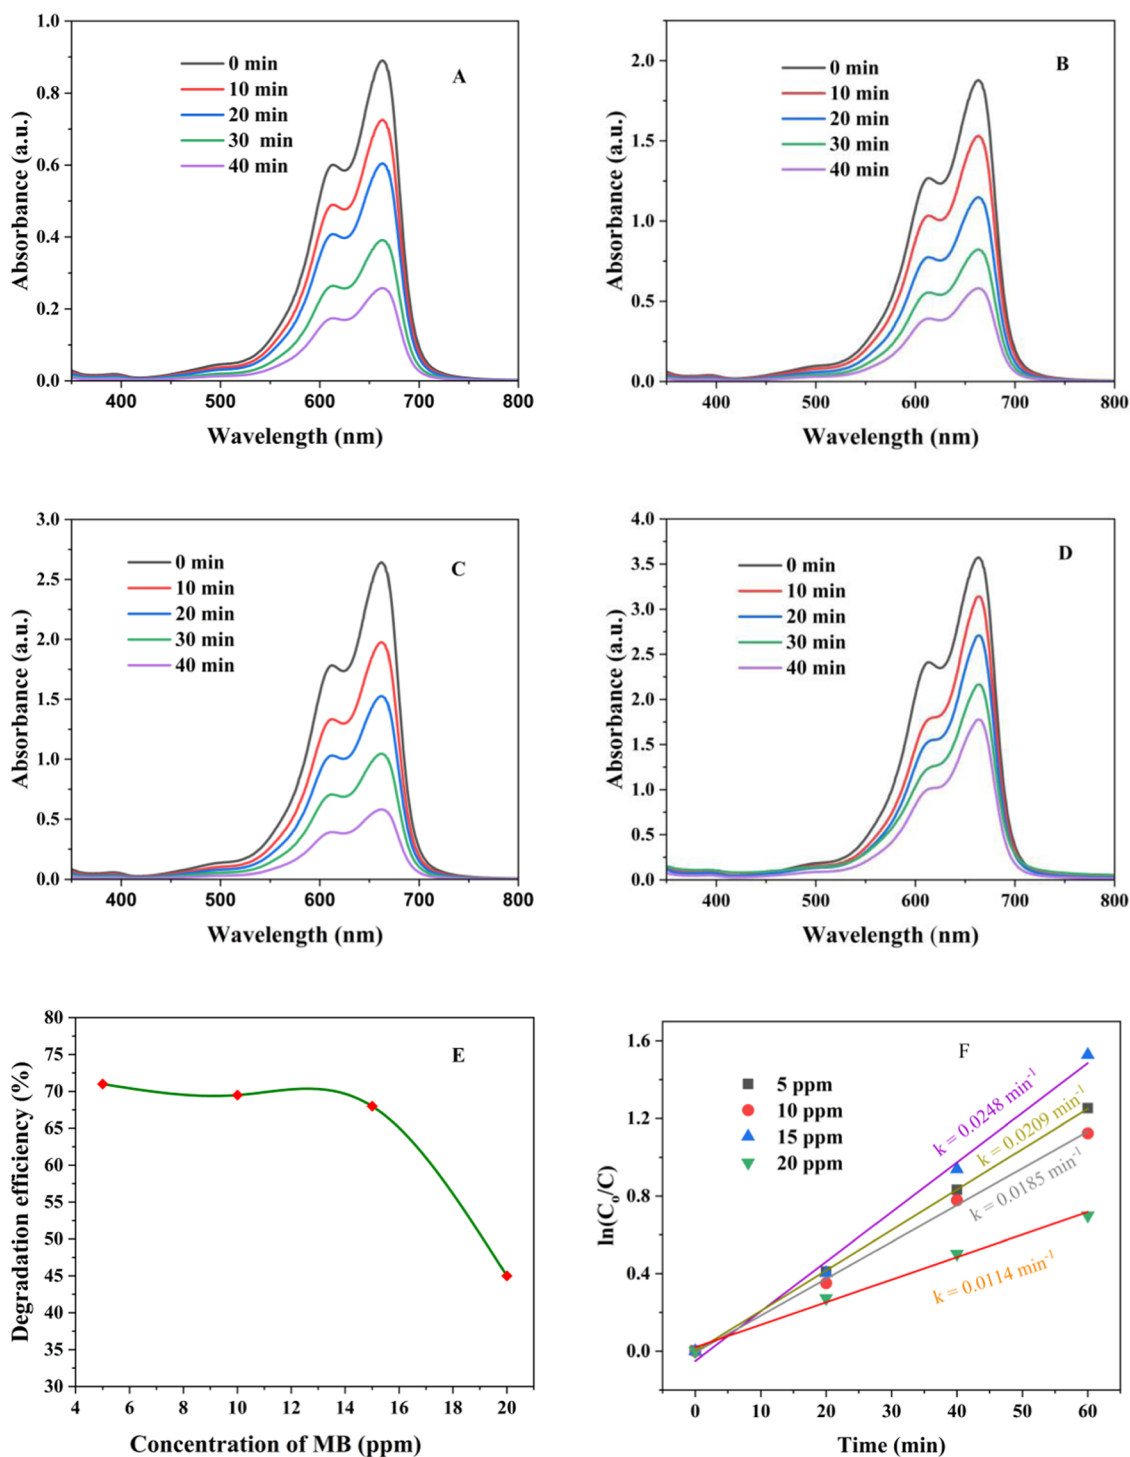 A
0 min
10 min
20 min
30 min
40 min
1.0
0.8
0.6
0.4
0.2
0.0
400 500 600 700 800
Absorbance (a.u.)
Wavelength (nm)
B
0 min
10 min
20 min
30 min
40 min
2.0
1.5
1.0
0.5
0.0
400 500 600 700 800
Absorbance (a.u.)
Wavelength (nm)
C
0 min
10 min
20 min
30 min
40 min
3.0
2.5
2.0
1.5
1.0
0.5
0.0
400 500 600 700 800
Absorbance (a.u.)
Wavelength (nm)
D
0 min
10 min
20 min
30 min
40 min
4.0
3.5
3.0
2.5
2.0
1.5
1.0
0.5
0.0
400 500 600 700 800
Absorbance (a.u.)
Wavelength (nm)
E
80
75
70
65
60
55
50
45
40
35
30
4 6 8 10 12 14 16 18 20
Degradation efficiency (%)
Concentration of MB (ppm)
F
5 ppm
10 ppm
15 ppm
20 ppm
k = 0.0248 min⁻¹
k = 0.0209 min⁻¹
k = 0.0185 min⁻¹
k = 0.0114 min⁻¹
1.6
1.2
0.8
0.4
0.0
0 10 20 30 40 50 60
ln(Cₒ/C)
Time (min)